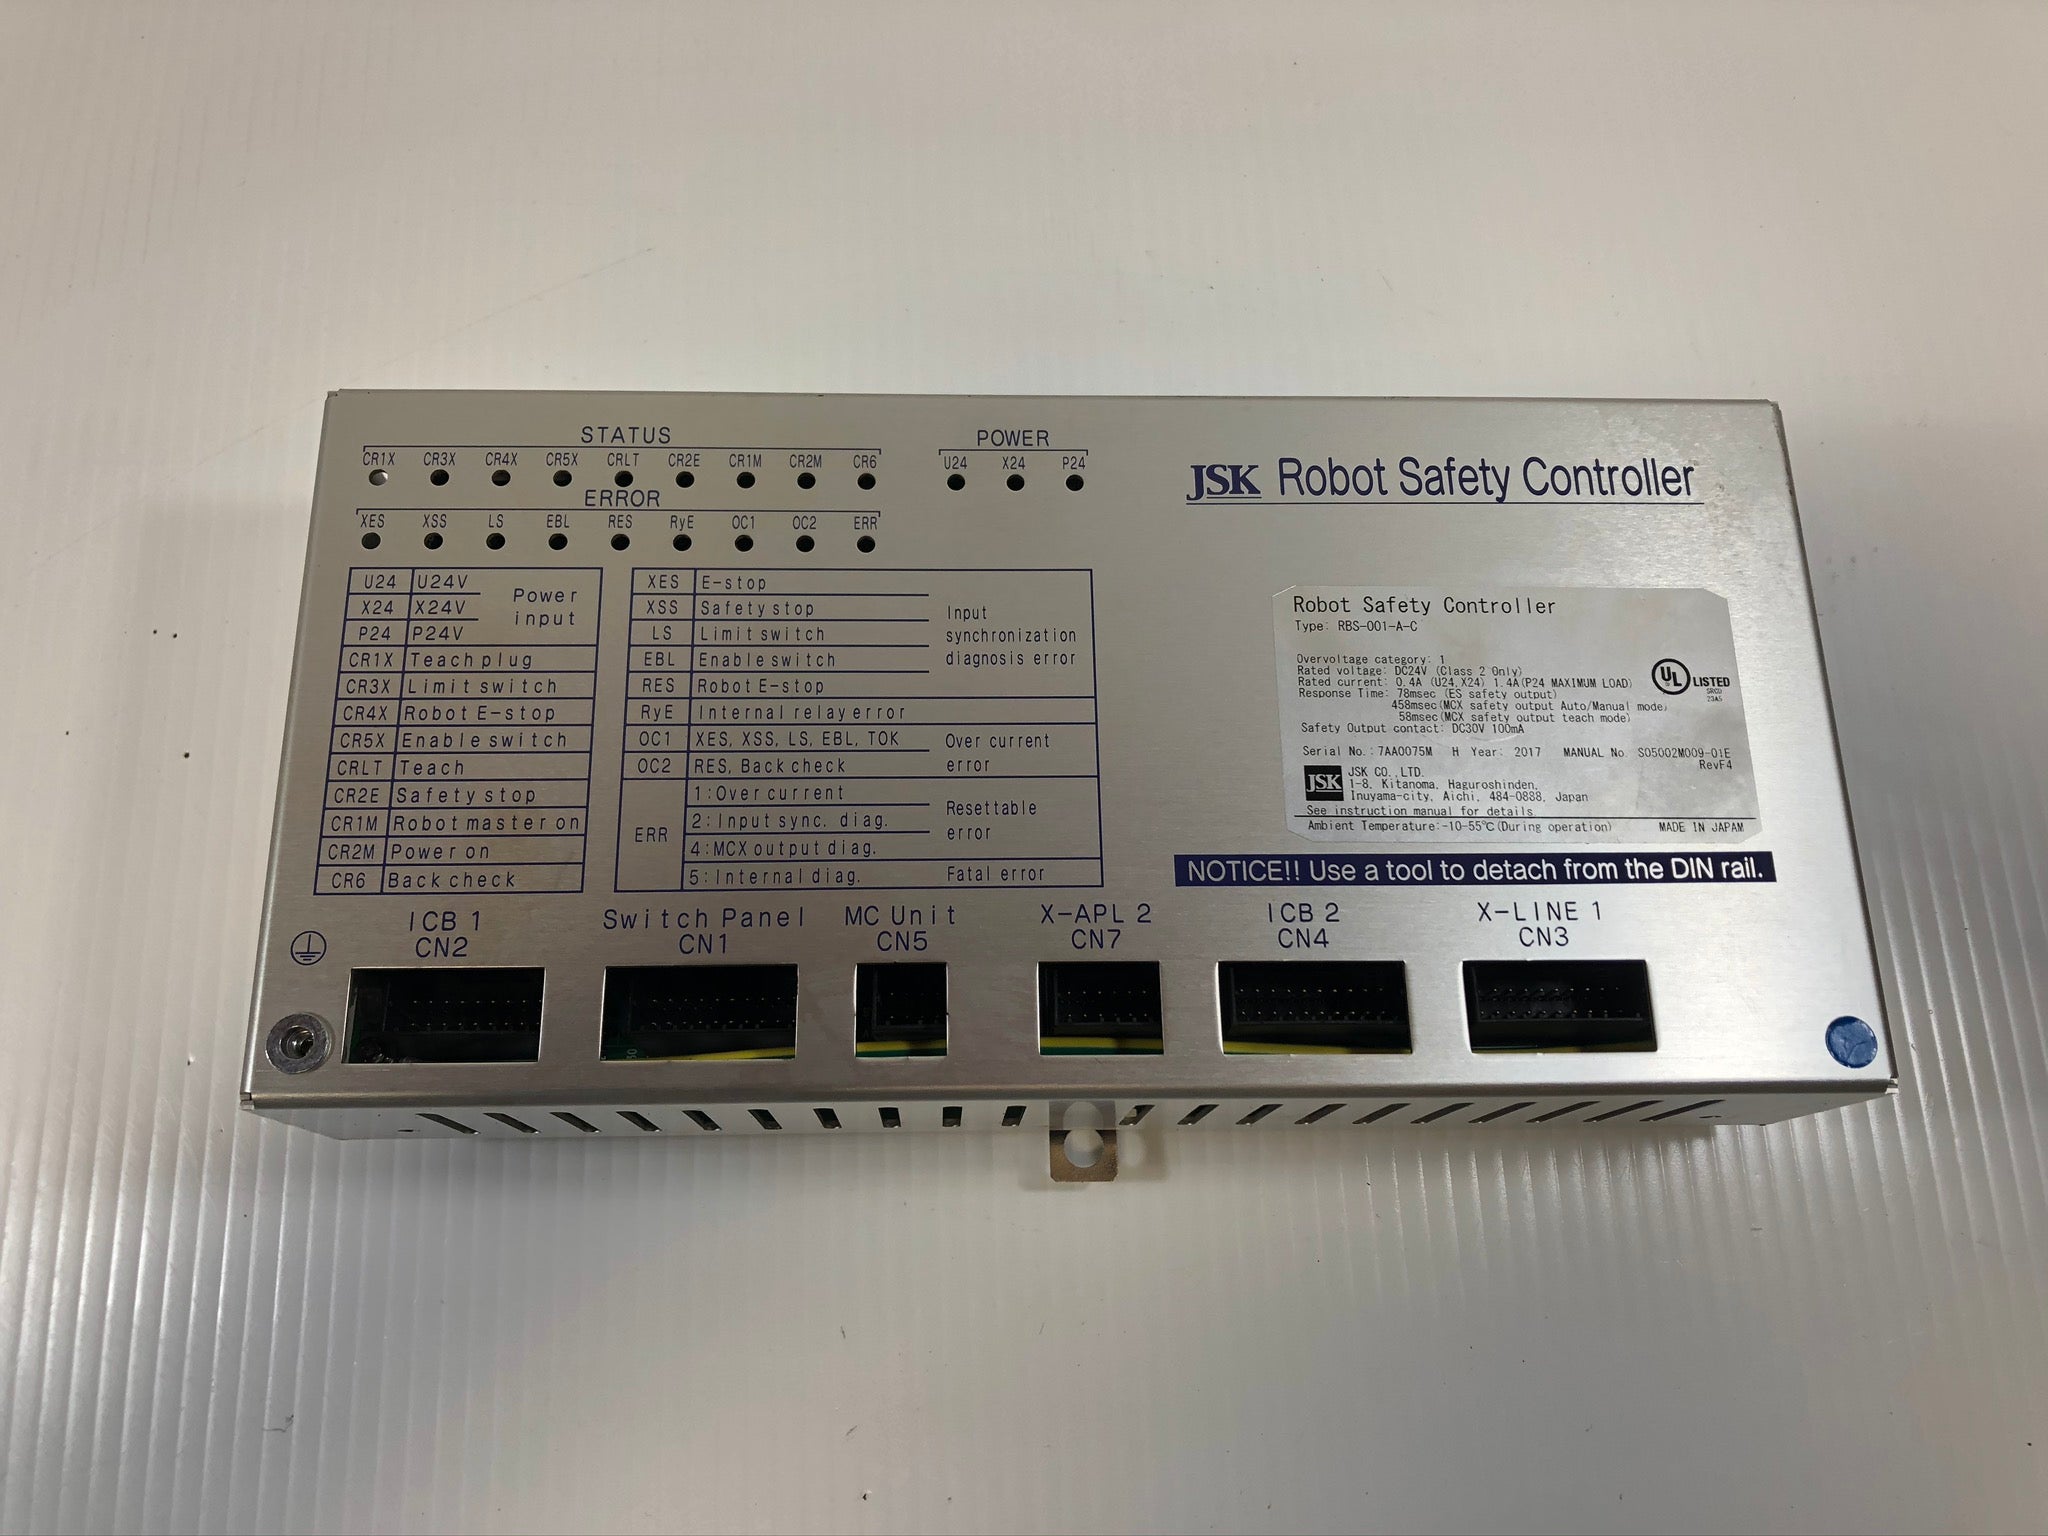 STATUS
CR1X CR3X CR4X CR5X CRLT CR2E CR1M CR2M CR6
ERROR
XES XSS LS EBL RES RyE OC1 OC2 ERR
POWER
U24 X24 P24
JSK Robot Safety Controller
U24 U24V
X24 X24V
P24 P24V
Power
input
CR1X Teach plug
CR3X Limit switch
CR4X Robot E-stop
CR5X Enable switch
CRLT Teach
CR2E Safety stop
CR1M Robot master on
CR2M Power on
CR6 Back check
XES E-stop
XSS Safety stop
LS Limit switch
EBL Enable switch
RES Robot E-stop
Input
synchronization
diagnosis error
RyE Internal relay error
OC1 XES, XSS, LS, EBL, TOK
OC2 RES, Back check
Over current
error
ERR
1:Over current
2:Input sync. diag.
4:MCX output diag.
Resettable
error
5:Internal diag. Fatal error
Robot Safety Controller
Type: RBS-001-A-C
Overvoltage category: 1
Rated voltage: DC24V (Class 2 Only)
Rated current: 0.4A (U24, X24) 1.4A(P24 MAXIMUM LOAD)
Response Time: 78msec (ES safety output)
458msec(MCX safety output Auto/Manual mode)
58msec(MCX safety output teach mode)
Safety Output contact: DC30V 100mA
UL LISTED
Serial No.: 7AA0075M H Year: 2017 MANUAL No. S05002M009-01E
RevF4
JSK JSK CO., LTD.
1-8, Kitanoma, Haguroshinden,
Inuyama-city, Aichi, 484-0888, Japan
See instruction manual for details.
Ambient Temperature:-10-55℃(During operation) MADE IN JAPAN
NOTICE!! Use a tool to detach from the DIN rail.
ICB 1
CN2
Switch Panel
CN1
MC Unit
CN5
X-APL 2
CN7
ICB 2
CN4
X-LINE 1
CN3